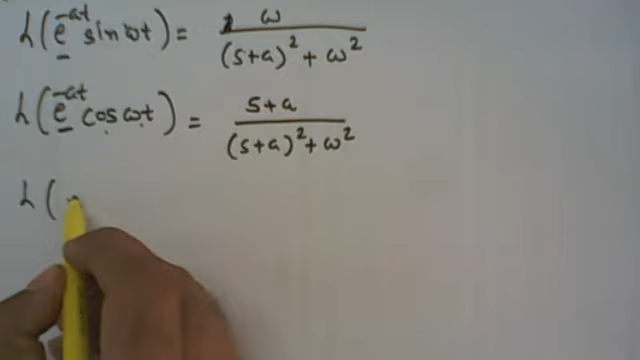 L(e^{-at} sin ωt) = ω / ((s+a)^2 + ω^2)
L(e^{-at} cos ωt) = s+a / ((s+a)^2 + ω^2)
L(